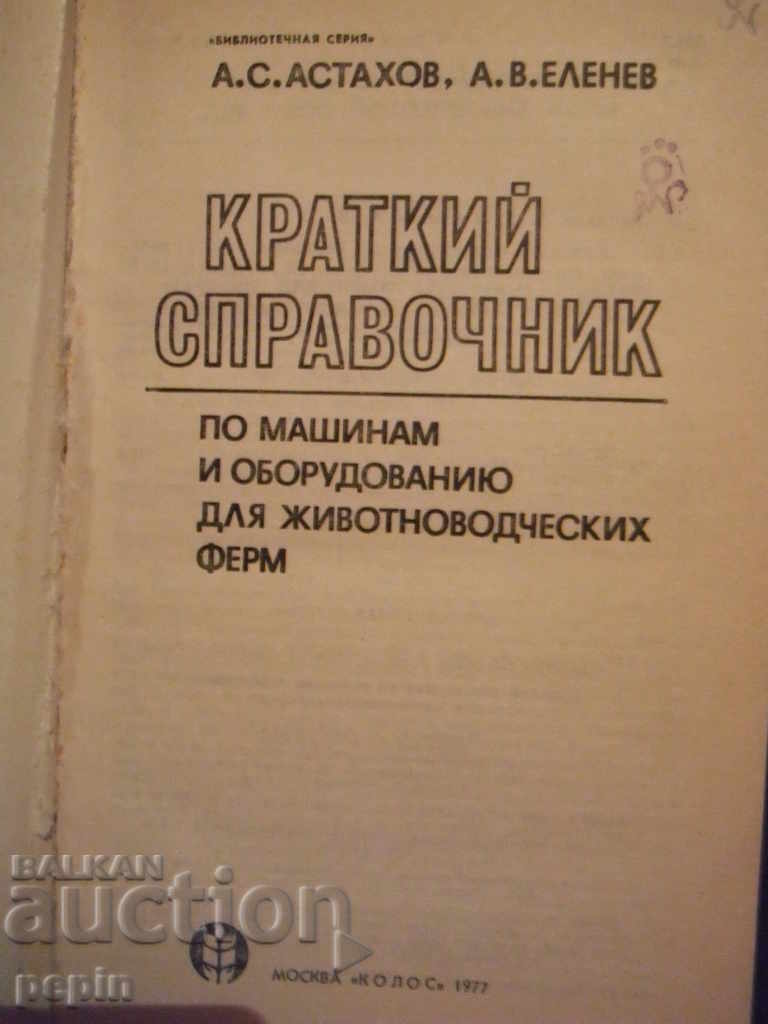 «БИБЛИОТЕЧНАЯ СЕРИЯ»
А.С.АСТАХОВ, А.В.ЕЛЕНЕВ
КРАТКИЙ
СПРАВОЧНИК
ПО МАШИНАМ
И ОБОРУДОВАНИЮ
ДЛЯ ЖИВОТНОВОДЧЕСКИХ
ФЕРМ
BALKAN
auction
МОСКВА «КОЛОС» 1977
pepin